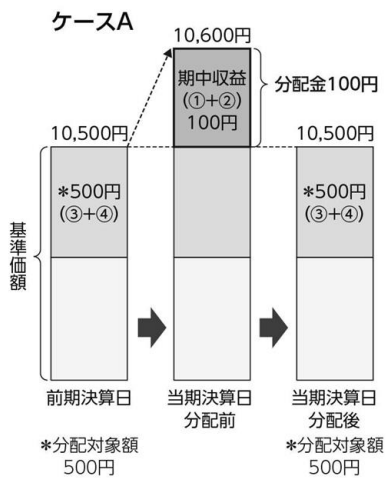 ケースA
10,600円
期中収益
(①+②)
100円
分配金100円
10,500円
10,500円
*500円
(③+④)
*500円
(③+④)
基準価額
前期決算日
当期決算日
分配前
当期決算日
分配後
*分配対象額
500円
*分配対象額
500円